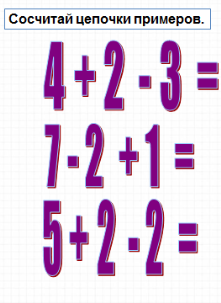 Сосчитай цепочки примеров.
4+2-3=
7-2+1=
5+2-2=